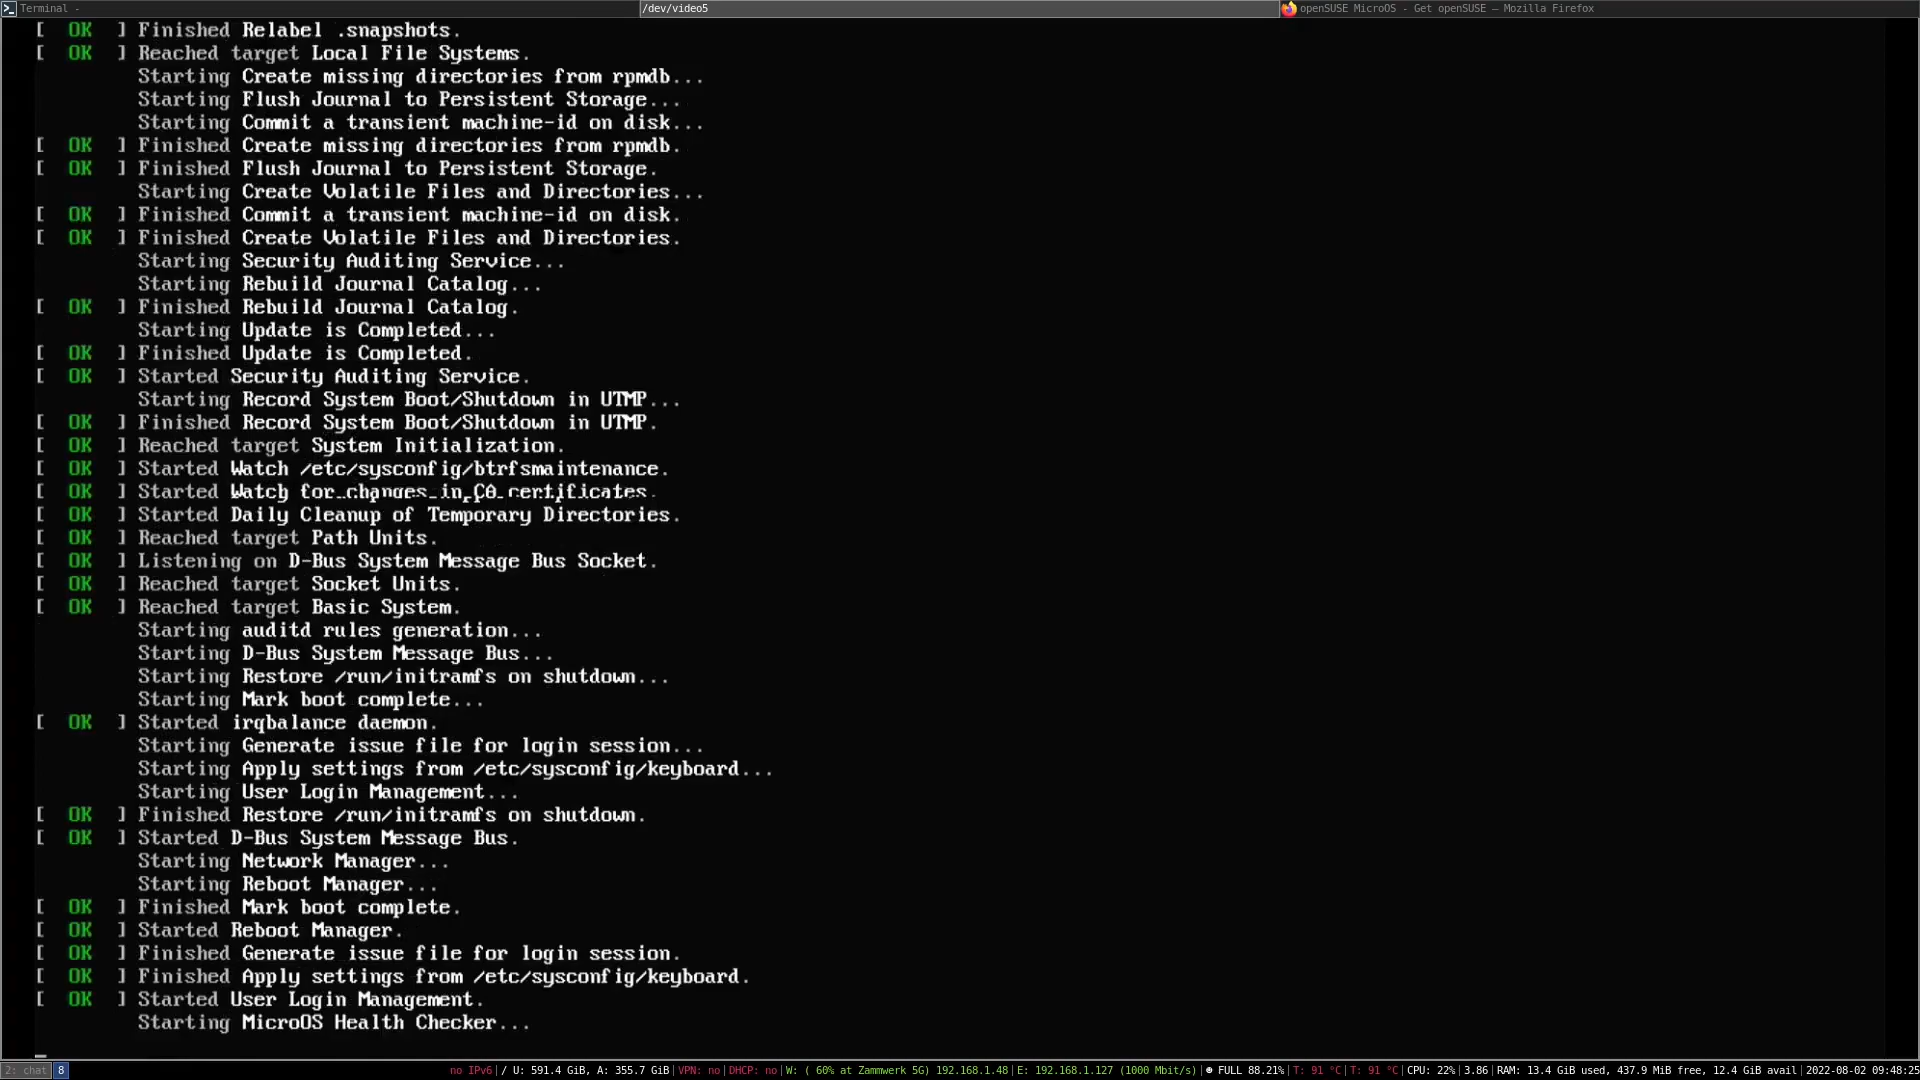 Terminal -
/dev/video5
openSUSE MicroOS - Get openSUSE — Mozilla Firefox
[  OK  ] Finished Relabel .snapshots.
[  OK  ] Reached target Local File Systems.
Starting Create missing directories from rpmdb...
Starting Flush Journal to Persistent Storage...
Starting Commit a transient machine-id on disk...
[  OK  ] Finished Create missing directories from rpmdb.
[  OK  ] Finished Flush Journal to Persistent Storage.
Starting Create Volatile Files and Directories...
[  OK  ] Finished Commit a transient machine-id on disk.
[  OK  ] Finished Create Volatile Files and Directories.
Starting Security Auditing Service...
Starting Rebuild Journal Catalog...
[  OK  ] Finished Rebuild Journal Catalog.
Starting Update is Completed...
[  OK  ] Finished Update is Completed.
[  OK  ] Started Security Auditing Service.
Starting Record System Boot/Shutdown in UTMP...
[  OK  ] Finished Record System Boot/Shutdown in UTMP.
[  OK  ] Reached target System Initialization.
[  OK  ] Started Watch /etc/sysconfig/btrfsmaintenance.
[  OK  ] Started Watch for changes in CA certificates.
[  OK  ] Started Daily Cleanup of Temporary Directories.
[  OK  ] Reached target Path Units.
[  OK  ] Listening on D-Bus System Message Bus Socket.
[  OK  ] Reached target Socket Units.
[  OK  ] Reached target Basic System.
Starting auditd rules generation...
Starting D-Bus System Message Bus...
Starting Restore /run/initramfs on shutdown...
Starting Mark boot complete...
[  OK  ] Started irqbalance daemon.
Starting Generate issue file for login session...
Starting Apply settings from /etc/sysconfig/keyboard...
Starting User Login Management...
[  OK  ] Finished Restore /run/initramfs on shutdown.
[  OK  ] Started D-Bus System Message Bus.
Starting Network Manager...
Starting Reboot Manager...
[  OK  ] Finished Mark boot complete.
[  OK  ] Started Reboot Manager.
[  OK  ] Finished Generate issue file for login session.
[  OK  ] Finished Apply settings from /etc/sysconfig/keyboard.
[  OK  ] Started User Login Management.
Starting MicroOS Health Checker...
2: chat 8 no IPv6|/ U: 591.4 GiB, A: 355.7 GiB|VPN: no|DHCP: no|W: ( 60% at Zammwerk 5G) 192.168.1.48|E: 192.168.1.127 (1000 Mbit/s)|☻ FULL 88.21%|T: 91 °C|T: 91 °C|CPU: 22%|3.86|RAM: 13.4 GiB used, 437.9 MiB free, 12.4 GiB avail|2022-08-02 09:48:25